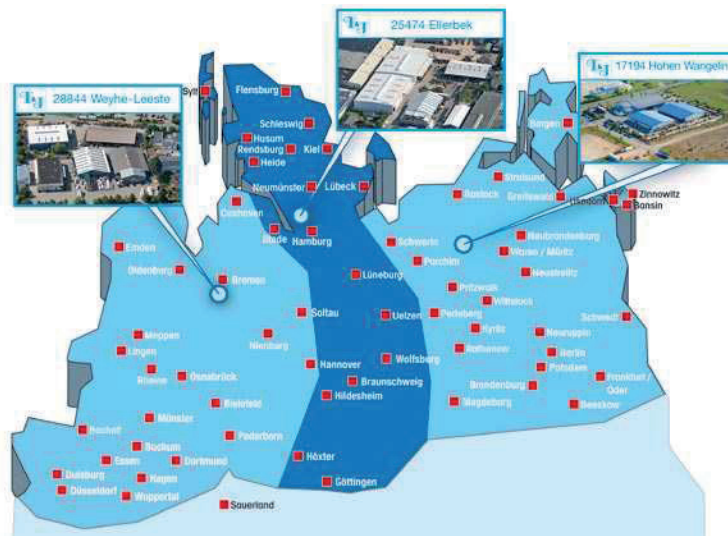 25474 Ellerbek
17194 Hohen Wangelin
28844 Weyhe-Leeste
Sylt
Flensburg
Schleswig
Husum
Rendsburg
Kiel
Heide
Bergen
Stralsund
Neumünster
Lübeck
Rostock
Greifswald
Usedom
Zinnowitz
Bansin
Cuxhaven
Stade
Hamburg
Schwerin
Neubrandenburg
Emden
Waren / Müritz
Parchim
Oldenburg
Bremen
Lüneburg
Neustrelitz
Pritzwalk
Wittstock
Soltau
Uelzen
Perleberg
Schwedt
Meppen
Nienburg
Kyritz
Neuruppin
Lingen
Rathenow
Berlin
Hannover
Wolfsburg
Potsdam
Rheine
Osnabrück
Braunschweig
Brandenburg
Frankfurt /
Oder
Hildesheim
Bielefeld
Magdeburg
Beeskow
Münster
Bocholt
Paderborn
Bochum
Essen
Dortmund
Höxter
Duisburg
Hagen
Göttingen
Düsseldorf
Wuppertal
Sauerland